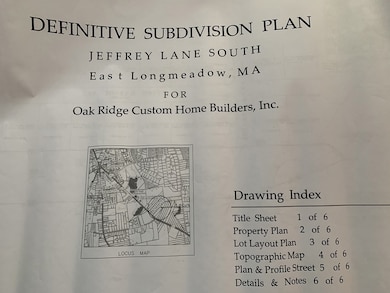 DEFINITIVE SUBDIVISION PLAN
JEFFREY LANE SOUTH
East Longmeadow, MA
FOR
Oak Ridge Custom Home Builders, Inc.
LOCUS MAP
Drawing Index
Title Sheet 1 of 6
Property Plan 2 of 6
Lot Layout Plan 3 of 6
Topographic Map 4 of 6
Plan & Profile Street 5 of 6
Details & Notes 6 of 6